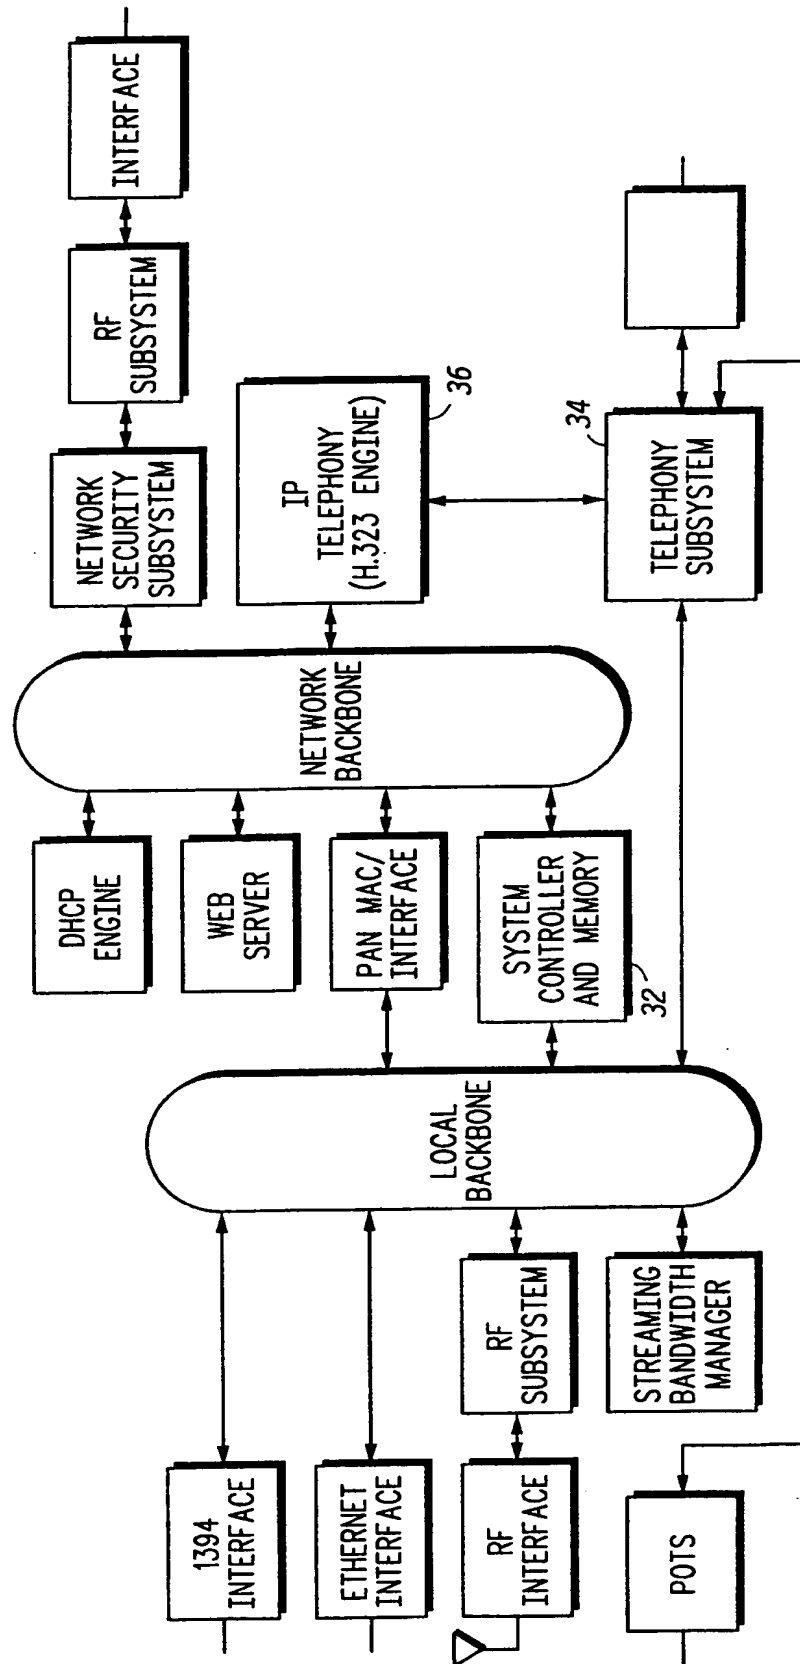 1394
INTERFACE
ETHERNET
INTERFACE
RF
INTERFACE
POTS
RF
SUBSYSTEM
STREAMING
BANDWIDTH
MANAGER
LOCAL
BACKBONE
DHCP
ENGINE
WEB
SERVER
PAN MAC/
INTERFACE
SYSTEM
CONTROLLER
AND MEMORY
32
NETWORK
BACKBONE
NETWORK
SECURITY
SUBSYSTEM
IP
TELEPHONY
(H.323 ENGINE)
36
34
TELEPHONY
SUBSYSTEM
RF
SUBSYSTEM
INTERFACE